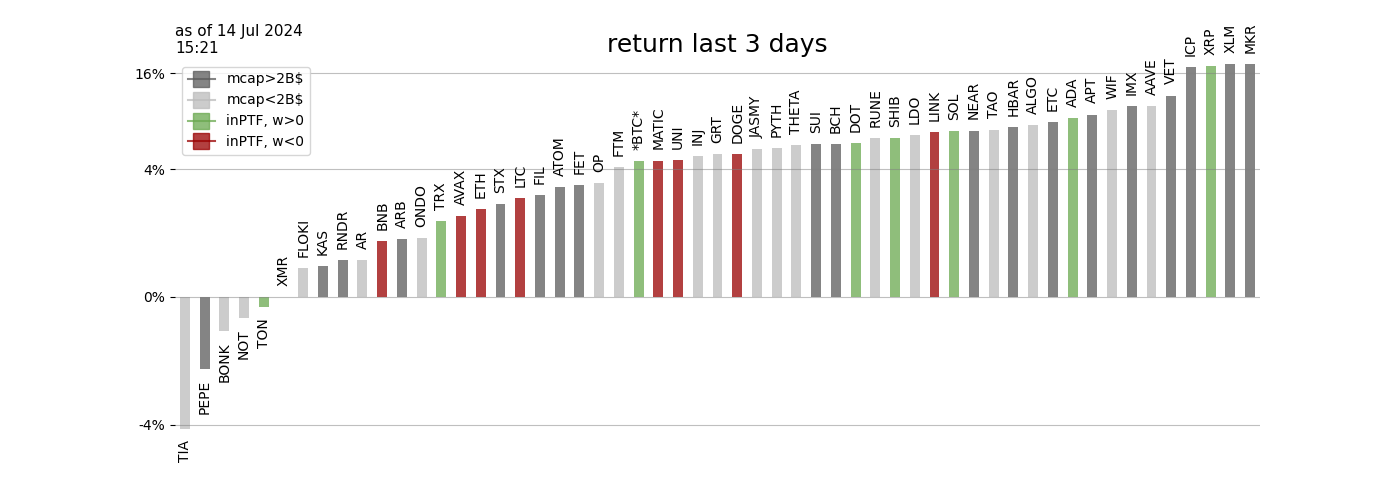 as of 14 Jul 2024
15:21
return last 3 days
mcap>2B$
mcap<2B$
inPTF, w>0
inPTF, w<0
16%
4%
0%
-4%
TIA
PEPE
BONK
NOT
TON
XMR
FLOKI
KAS
RNDR
AR
BNB
ARB
ONDO
TRX
AVAX
ETH
STX
LTC
FIL
ATOM
FET
OP
FTM
*BTC*
MATIC
UNI
INJ
GRT
DOGE
JASMY
PYTH
THETA
SUI
BCH
DOT
RUNE
SHIB
LDO
LINK
SOL
NEAR
TAO
HBAR
ALGO
ETC
ADA
APT
WIF
IMX
AAVE
VET
ICP
XRP
XLM
MKR